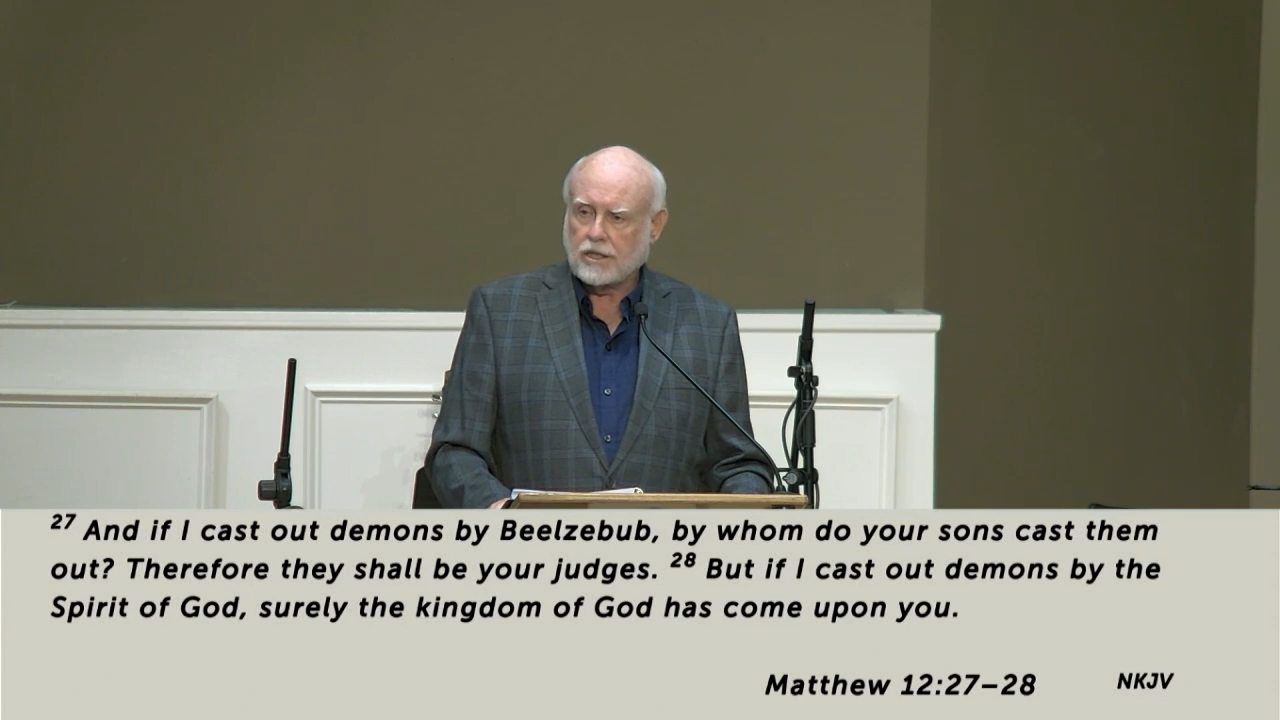 27 And if I cast out demons by Beelzebub, by whom do your sons cast them
out? Therefore they shall be your judges. 28 But if I cast out demons by the
Spirit of God, surely the kingdom of God has come upon you.
Matthew 12:27–28 NKJV